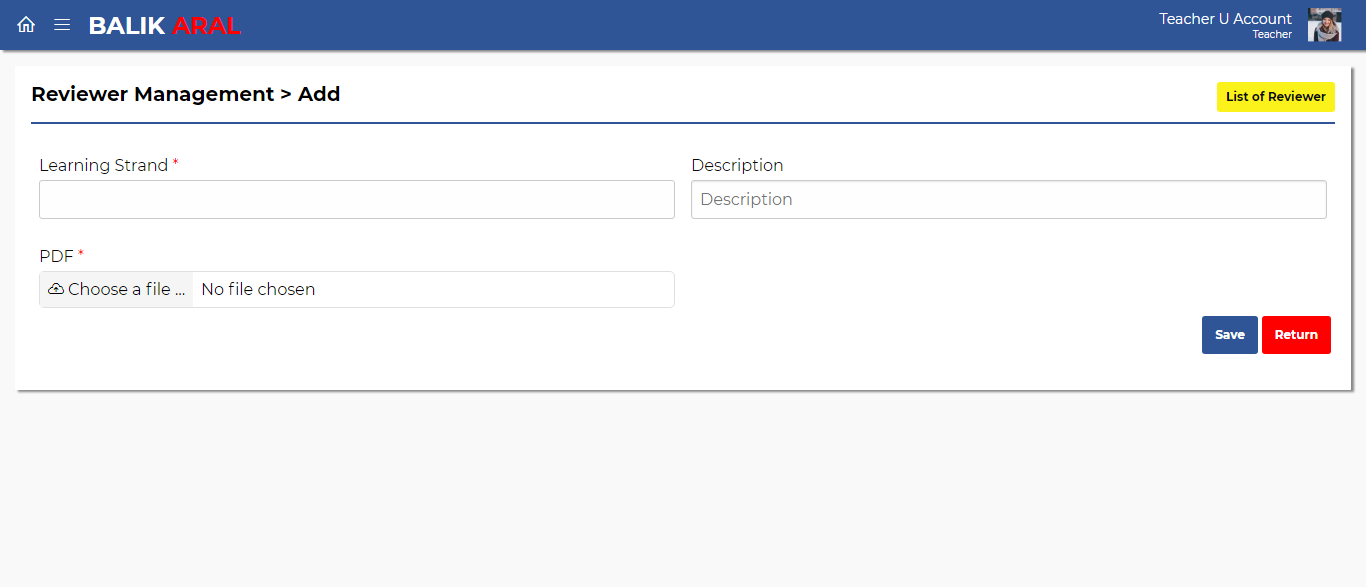 BALIK ARAL
Teacher U Account
Teacher
Reviewer Management > Add
List of Reviewer
Learning Strand *
Description
Description
PDF *
Choose a file ... No file chosen
Save Return